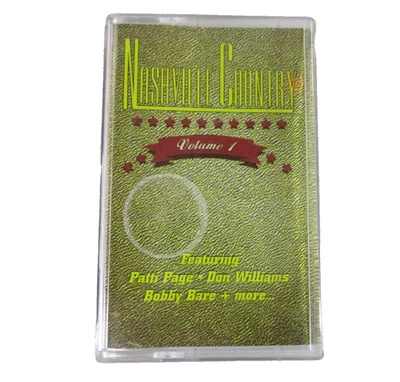 NASHVILLE COUNTRY
Volume 1
Featuring
Patti Page • Don Williams
Bobby Bare + more...